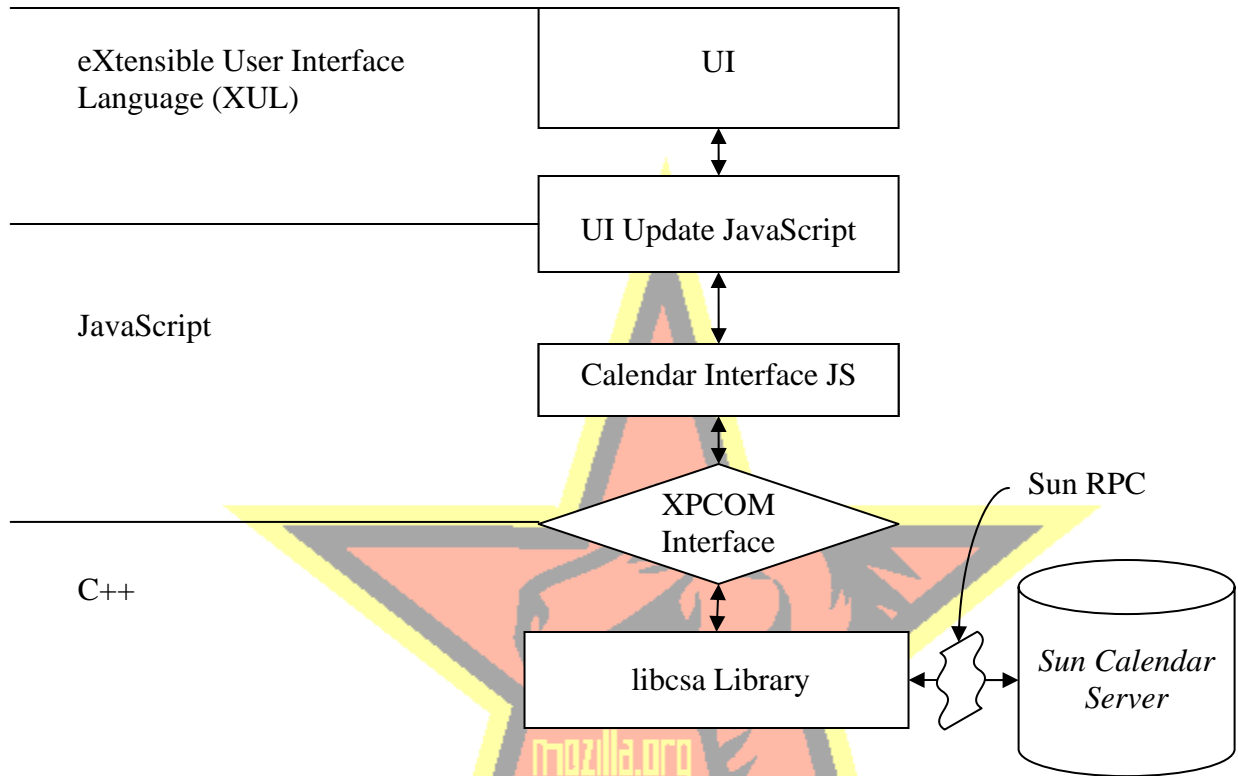 eXtensible User Interface
Language (XUL)
UI
UI Update JavaScript
JavaScript
Calendar Interface JS
XPCOM
Interface
Sun RPC
C++
libcsa Library
Sun Calendar
Server
mozilla.org